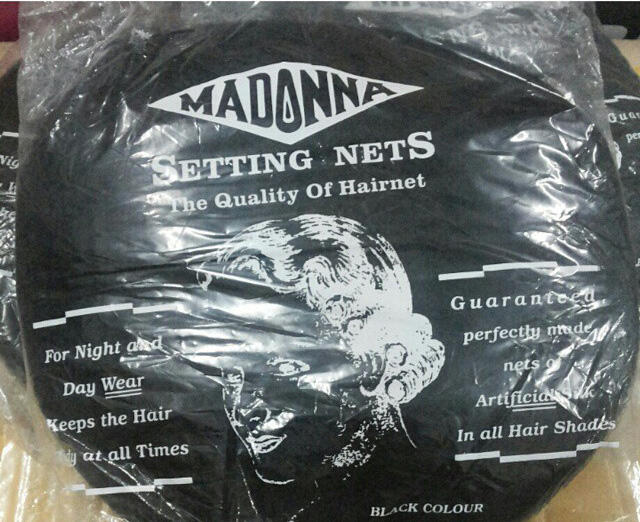 MADONNA
SETTING NETS
The Quality Of Hairnet
For Night and
Day Wear
Keeps the Hair
at all Times
Guaranteed
perfectly made
nets
Artificial
In all Hair Shades
BLACK COLOUR